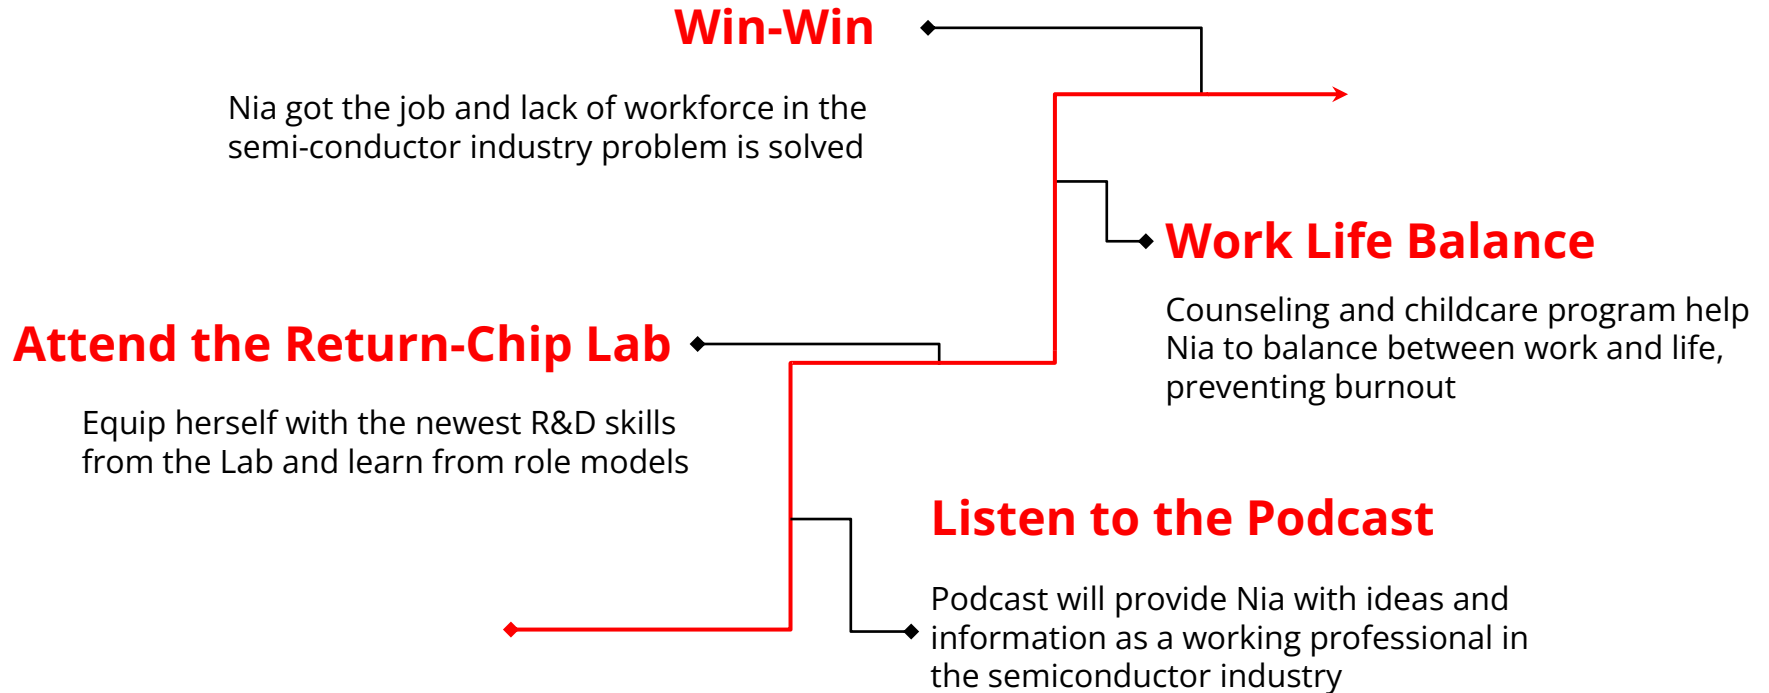 Win-Win
Nia got the job and lack of workforce in the
semi-conductor industry problem is solved
Work Life Balance
Counseling and childcare program help
Nia to balance between work and life,
preventing burnout
Attend the Return-Chip Lab
Equip herself with the newest R&D skills
from the Lab and learn from role models
Listen to the Podcast
Podcast will provide Nia with ideas and
information as a working professional in
the semiconductor industry